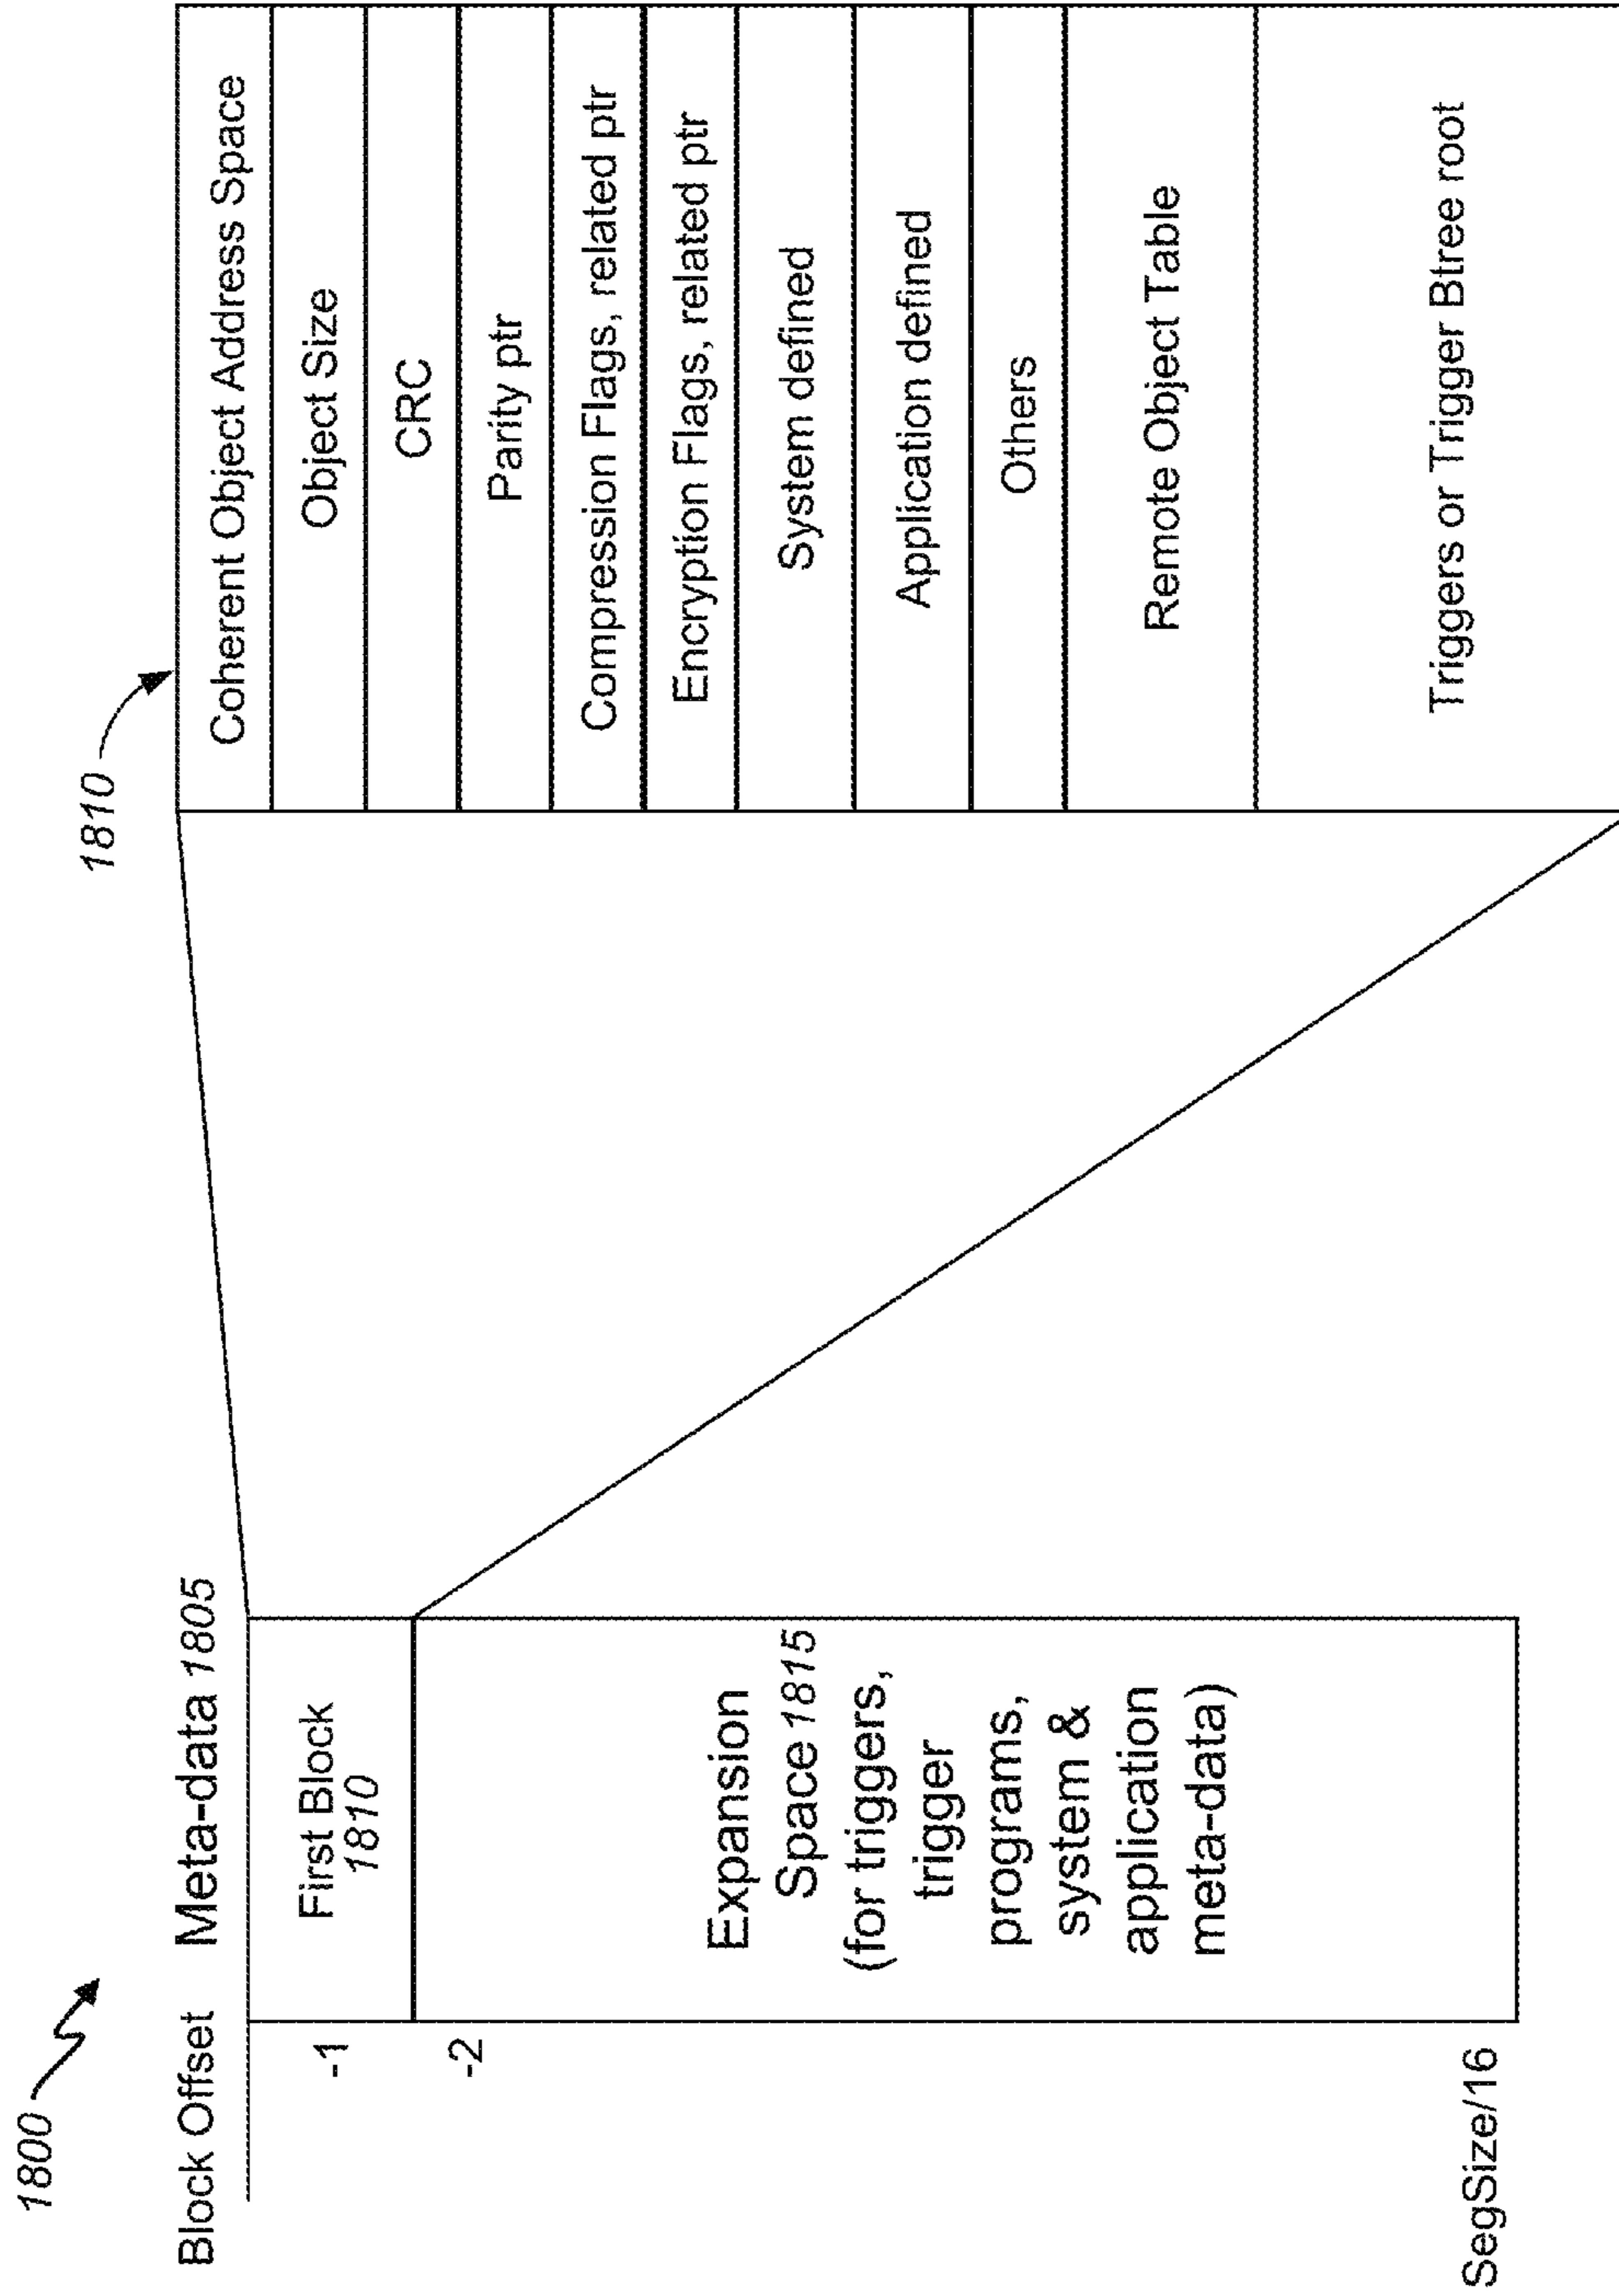 1800
Block Offset
Meta-data 1805
-1
First Block
1810
-2
Expansion
Space 1815
(for triggers,
trigger
programs,
system &
application
meta-data)
SegSize/16
1810
Coherent Object Address Space
Object Size
CRC
Parity ptr
Compression Flags, related ptr
Encryption Flags, related ptr
System defined
Application defined
Others
Remote Object Table
Triggers or Trigger Btree root